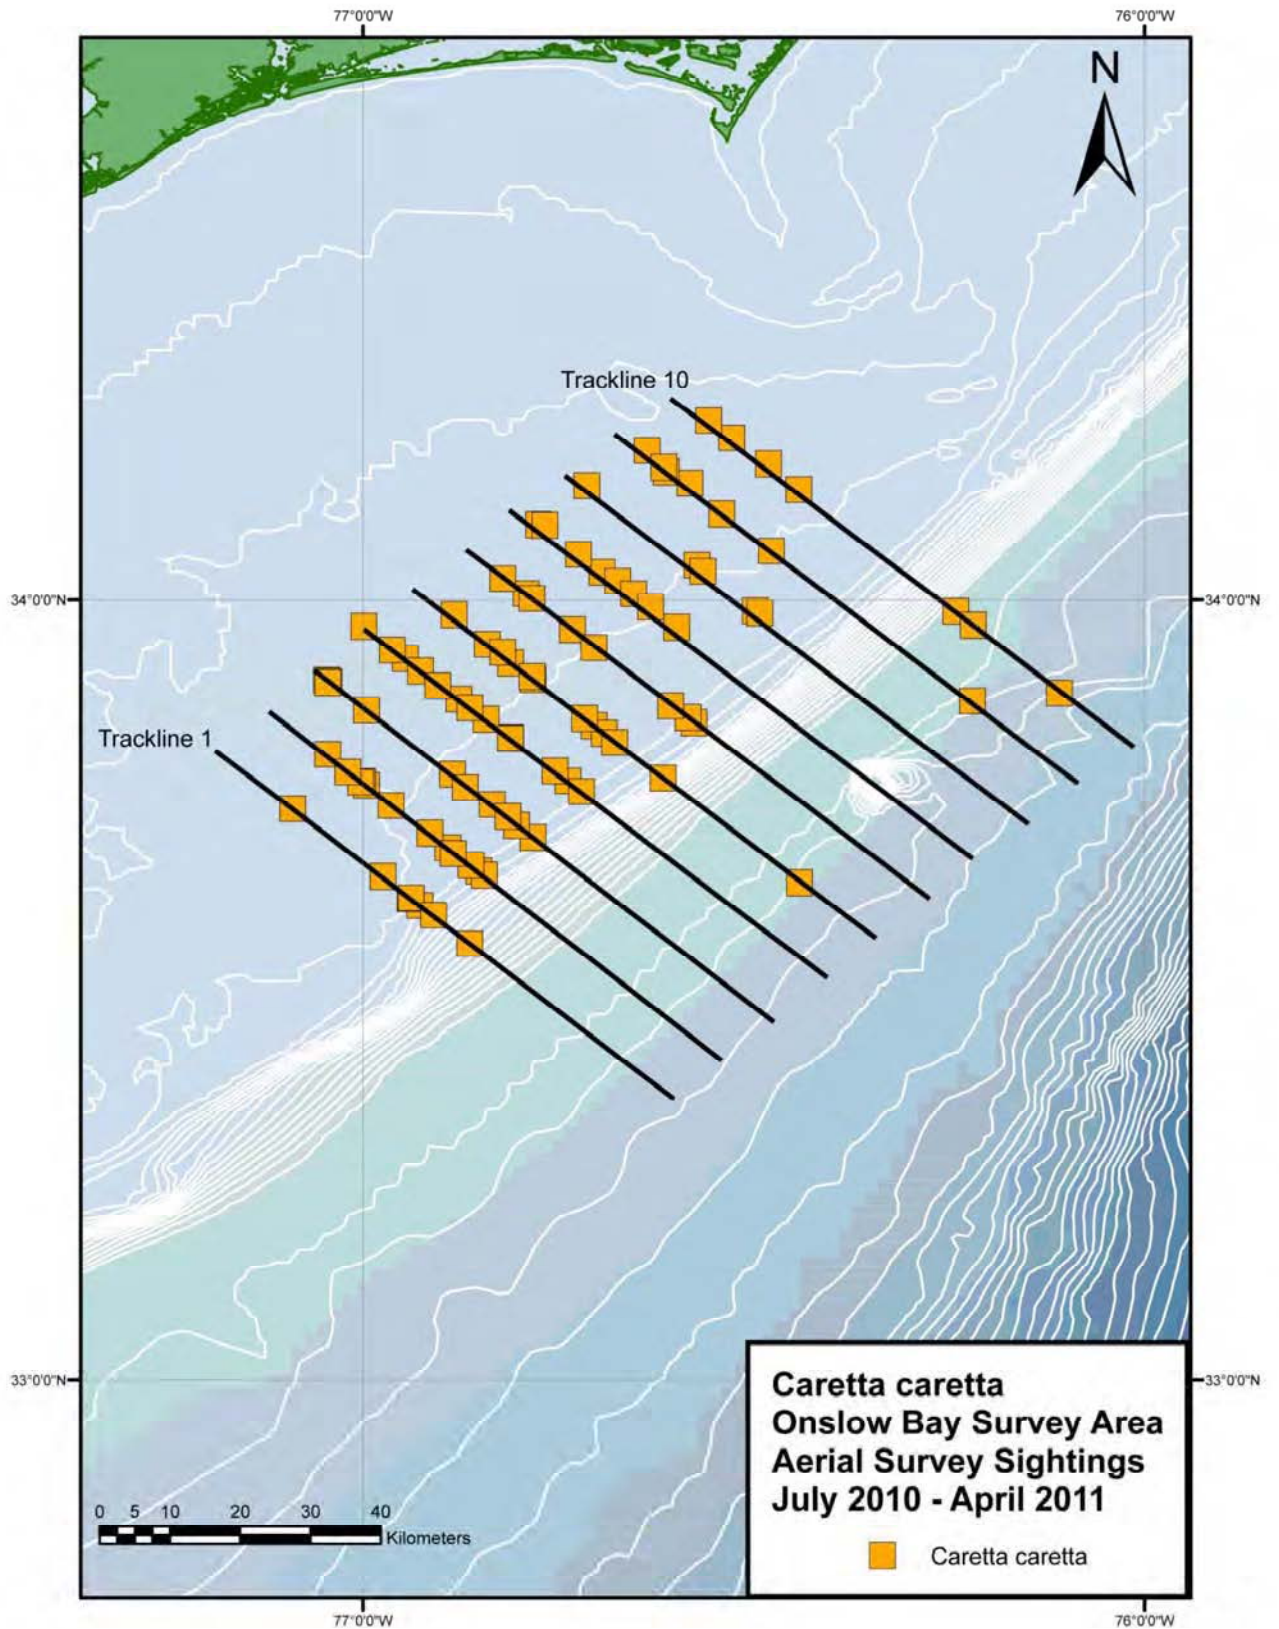 77°0'0"W 76°0'0"W
N
Trackline 10
34°0'0"N 34°0'0"N
Trackline 1
33°0'0"N 33°0'0"N
Caretta caretta
Onslow Bay Survey Area
Aerial Survey Sightings
July 2010 - April 2011
Caretta caretta
0 5 10 20 30 40
Kilometers
77°0'0"W 76°0'0"W